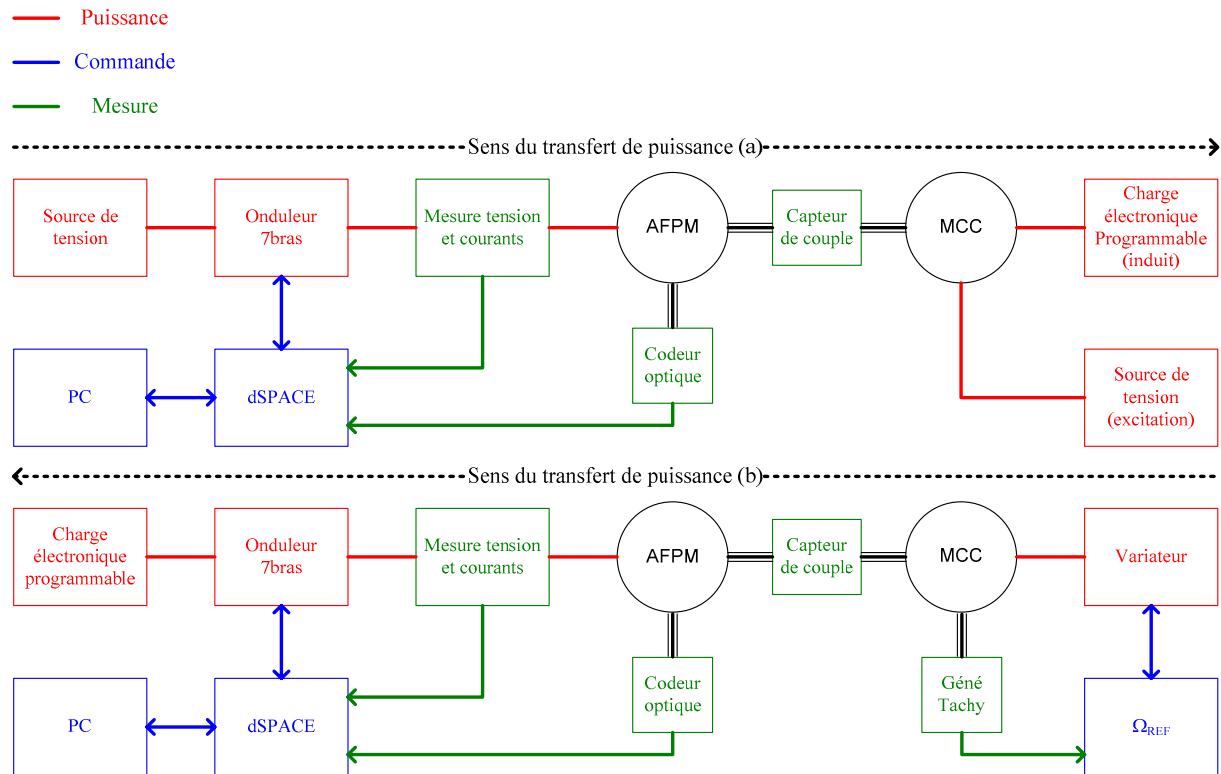 Puissance
Commande
Mesure
Sens du transfert de puissance (a)
Source de
tension
Onduleur
7bras
Mesure tension
et courants
AFPM
Capteur
de couple
MCC
Charge
électronique
Programmable
(induit)
PC
dSPACE
Codeur
optique
Source de
tension
(excitation)
Sens du transfert de puissance (b)
Charge
électronique
programmable
Onduleur
7bras
Mesure tension
et courants
AFPM
Capteur
de couple
MCC
Variateur
PC
dSPACE
Codeur
optique
Géné
Tachy
Ω_REF